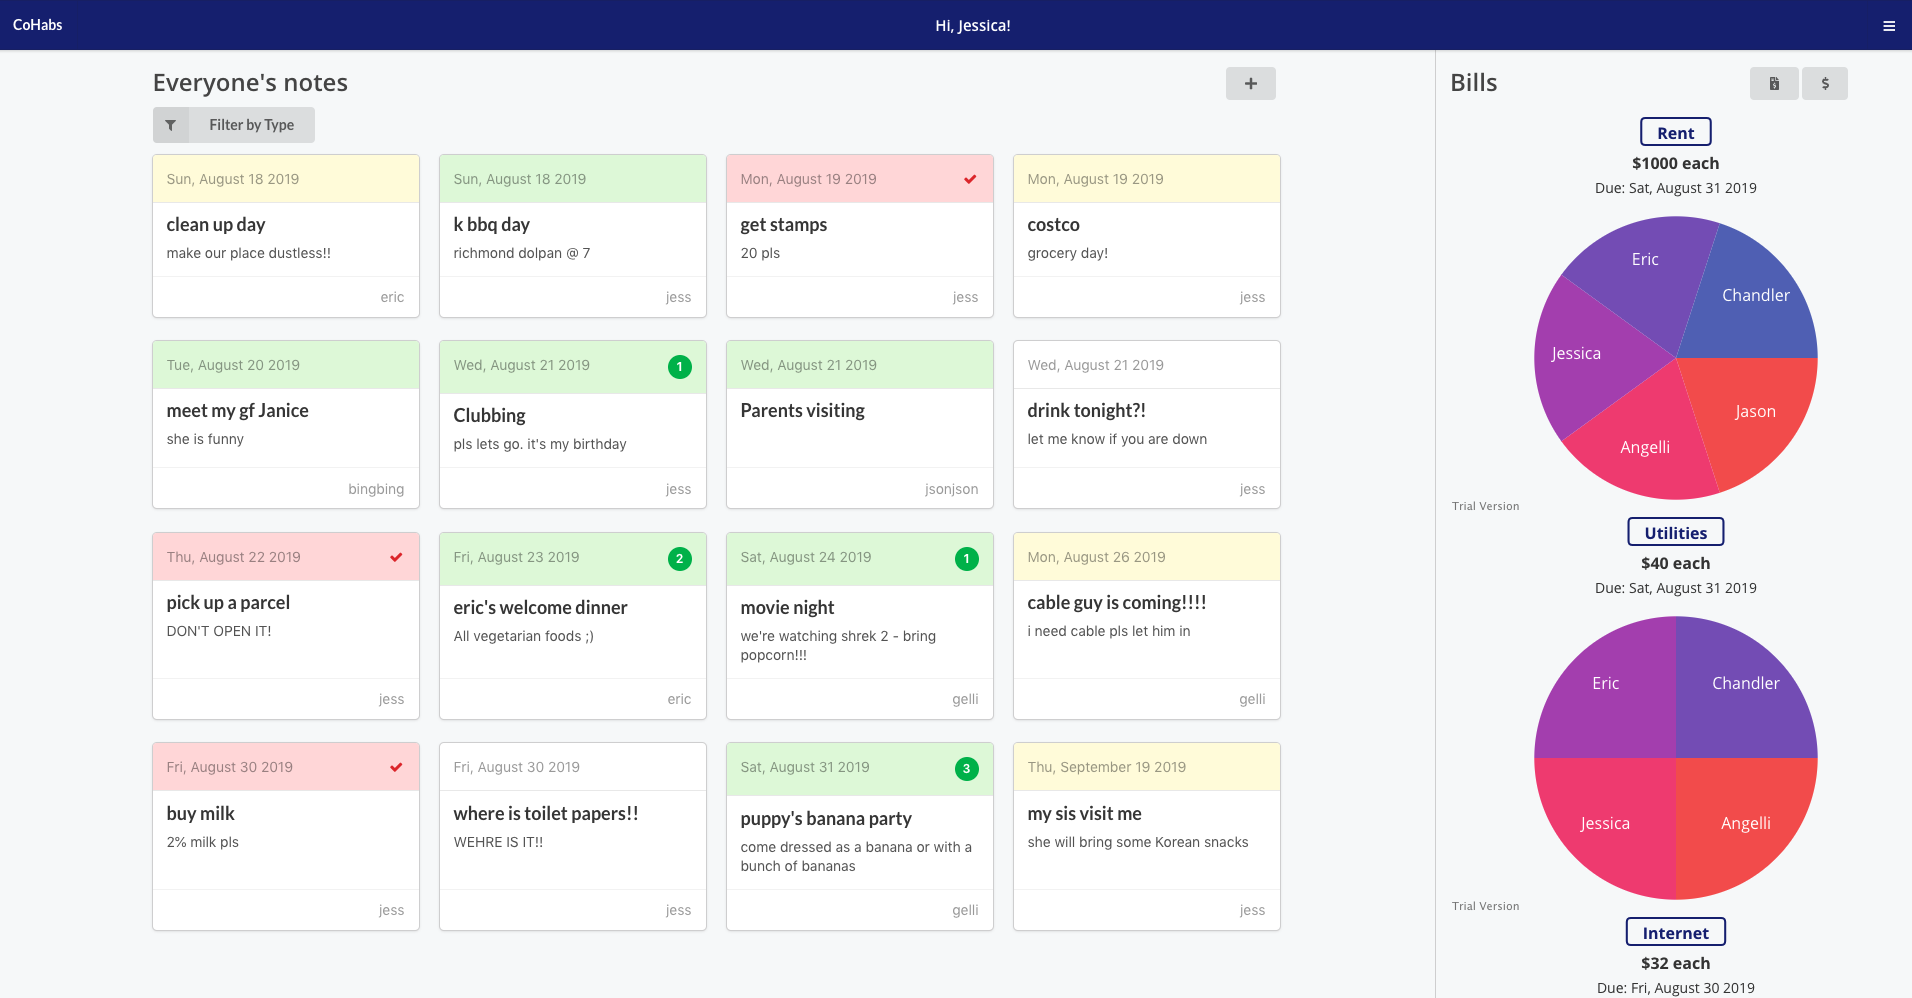 CoHabs
Hi, Jessica!
Everyone's notes
Filter by Type
Sun, August 18 2019
clean up day
make our place dustless!!
eric
Sun, August 18 2019
k bbq day
richmond dolpan @ 7
jess
Mon, August 19 2019
get stamps
20 pls
jess
Mon, August 19 2019
costco
grocery day!
jess
Tue, August 20 2019
meet my gf Janice
she is funny
bingbing
Wed, August 21 2019
1
Clubbing
pls lets go. it's my birthday
jess
Wed, August 21 2019
Parents visiting
jsonjson
Wed, August 21 2019
drink tonight?!
let me know if you are down
jess
Thu, August 22 2019
pick up a parcel
DON'T OPEN IT!
jess
Fri, August 23 2019
2
eric's welcome dinner
All vegetarian foods ;)
eric
Sat, August 24 2019
1
movie night
we're watching shrek 2 - bring
popcorn!!!
gelli
Mon, August 26 2019
cable guy is coming!!!!
i need cable pls let him in
gelli
Fri, August 30 2019
buy milk
2% milk pls
jess
Fri, August 30 2019
where is toilet papers!!
WEHRE IS IT!!
jess
Sat, August 31 2019
3
puppy's banana party
come dressed as a banana or with a
bunch of bananas
gelli
Thu, September 19 2019
my sis visit me
she will bring some Korean snacks
jess
Bills
$
Rent
$1000 each
Due: Sat, August 31 2019
Eric
Chandler
Jessica
Jason
Angelli
Trial Version
Utilities
$40 each
Due: Sat, August 31 2019
Eric
Chandler
Jessica
Angelli
Trial Version
Internet
$32 each
Due: Fri, August 30 2019